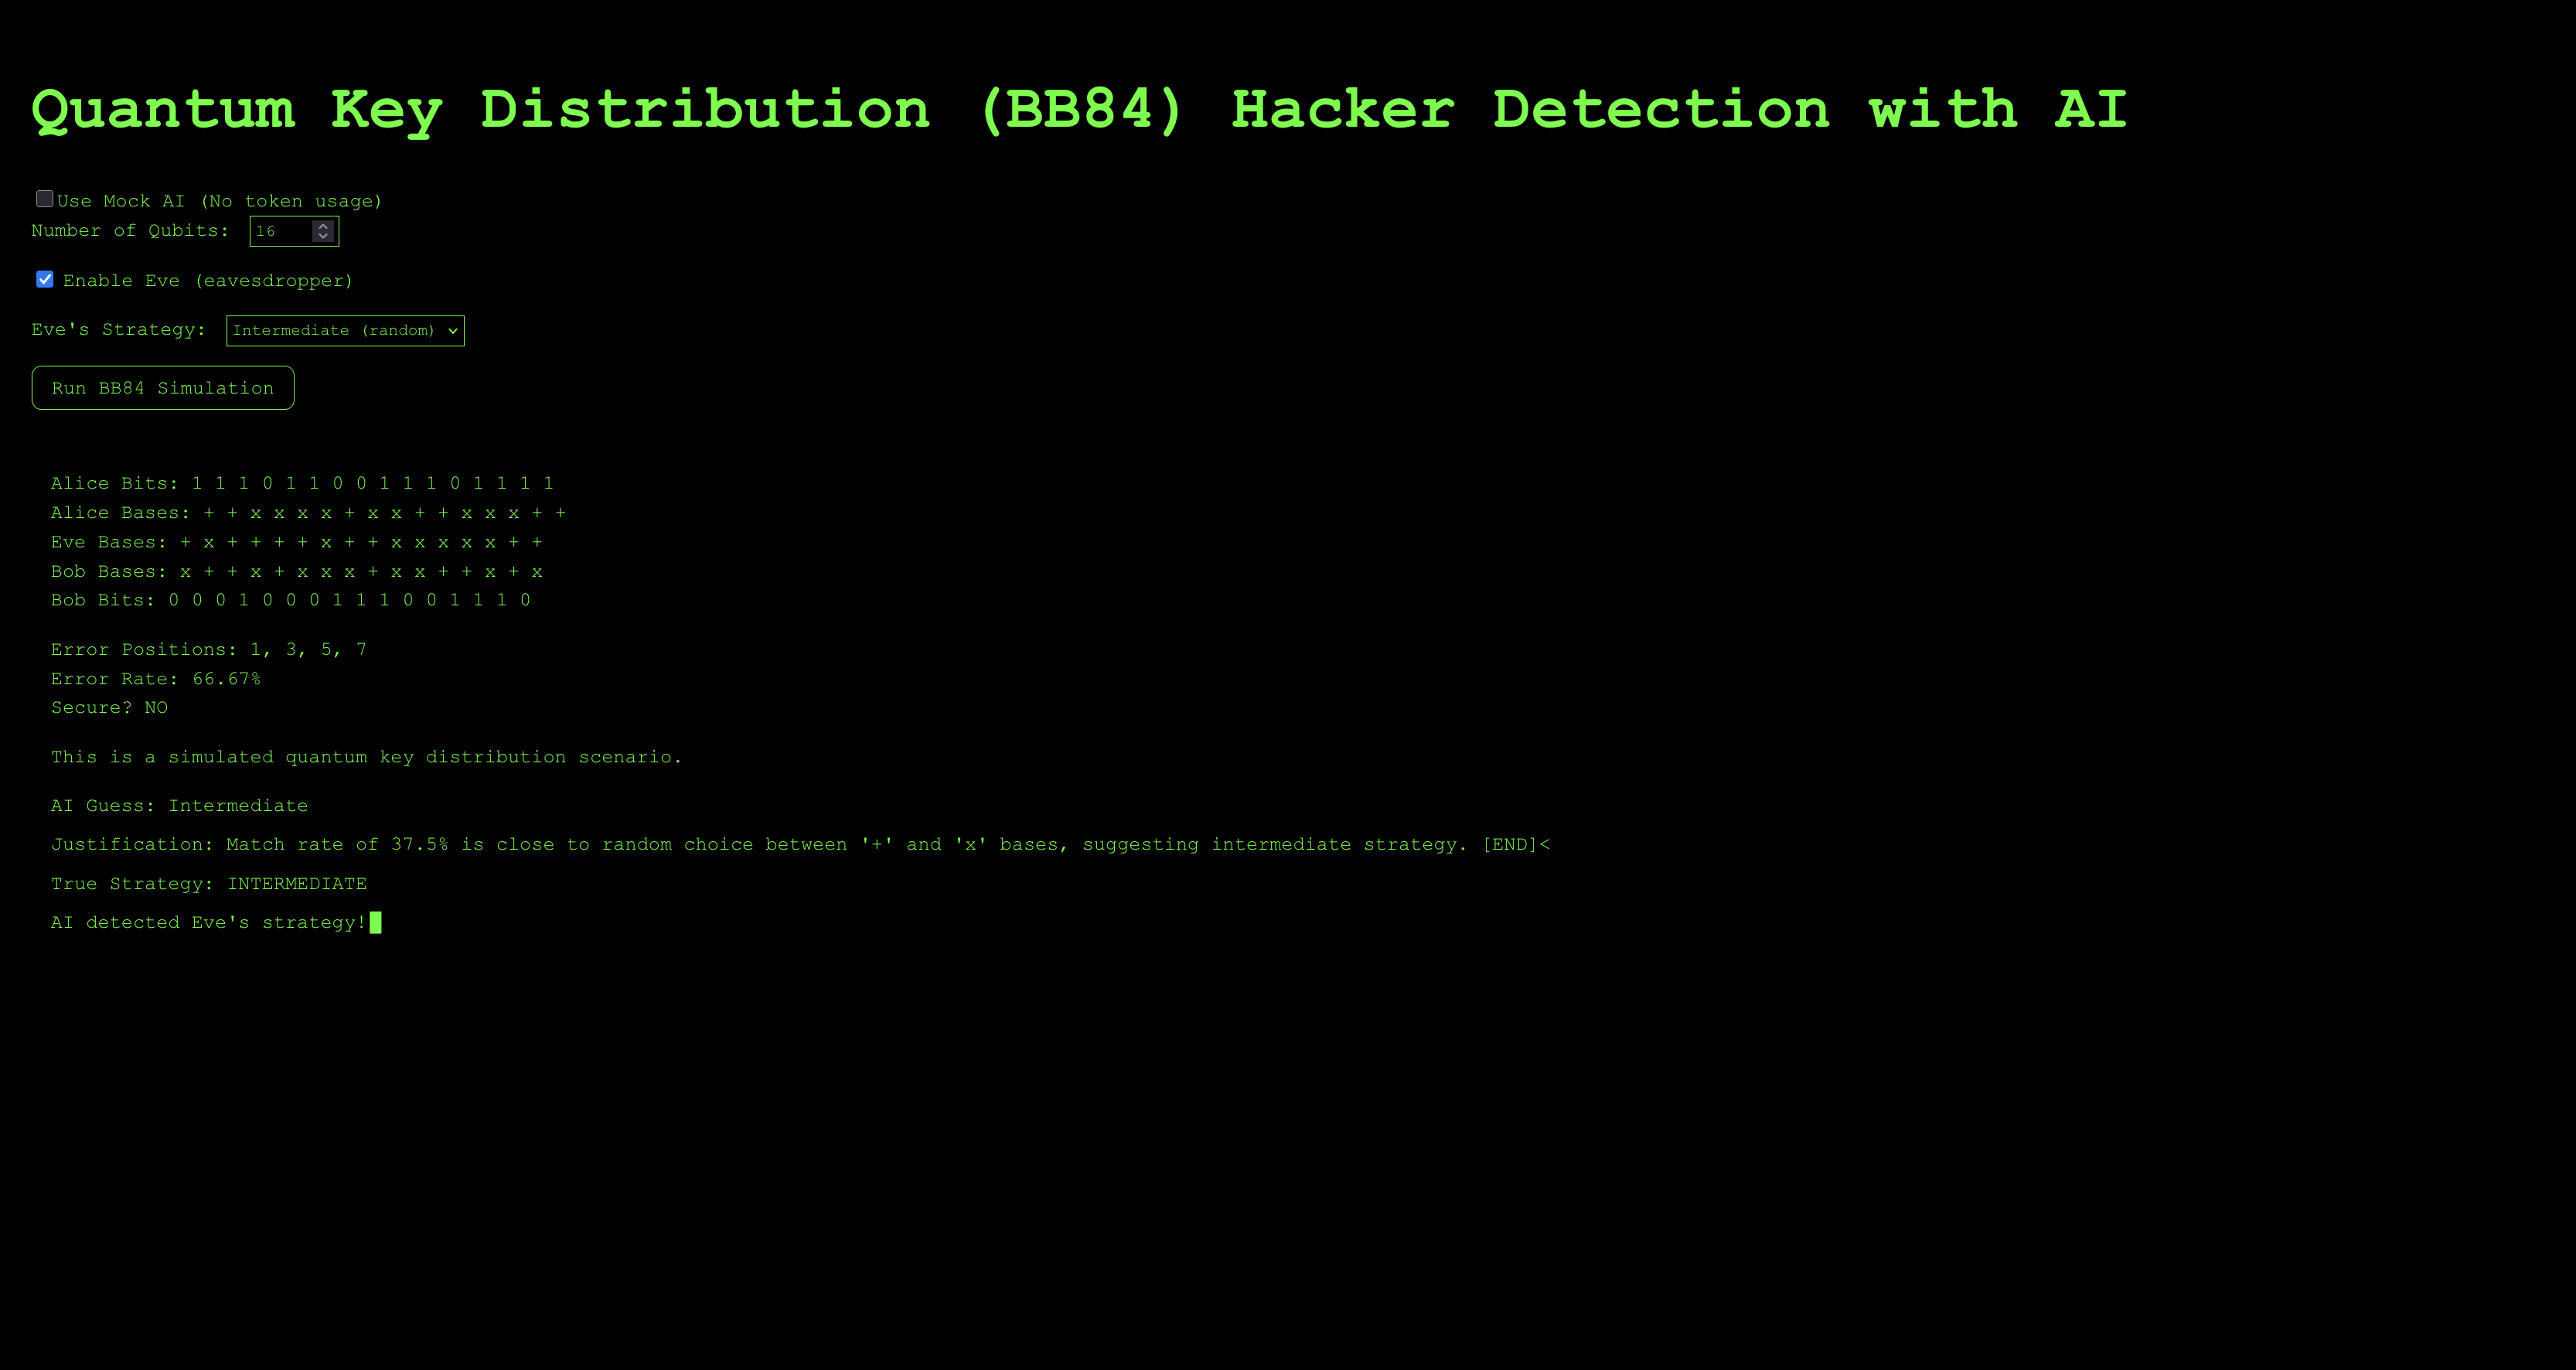 Quantum Key Distribution (BB84) Hacker Detection with AI
Use Mock AI (No token usage)
Number of Qubits: 16
Enable Eve (eavesdropper)
Eve's Strategy: Intermediate (random)
Run BB84 Simulation
Alice Bits: 1 1 1 0 1 1 0 0 1 1 1 0 1 1 1 1
Alice Bases: + + x x x x + x x + + x x x + +
Eve Bases: + x + + + + x + + x x x x x + +
Bob Bases: x + + x + x x x + x x + + x + x
Bob Bits: 0 0 0 1 0 0 0 1 1 1 0 0 1 1 1 0
Error Positions: 1, 3, 5, 7
Error Rate: 66.67%
Secure? NO
This is a simulated quantum key distribution scenario.
AI Guess: Intermediate
Justification: Match rate of 37.5% is close to random choice between '+' and 'x' bases, suggesting intermediate strategy. [END]<
True Strategy: INTERMEDIATE
AI detected Eve's strategy!